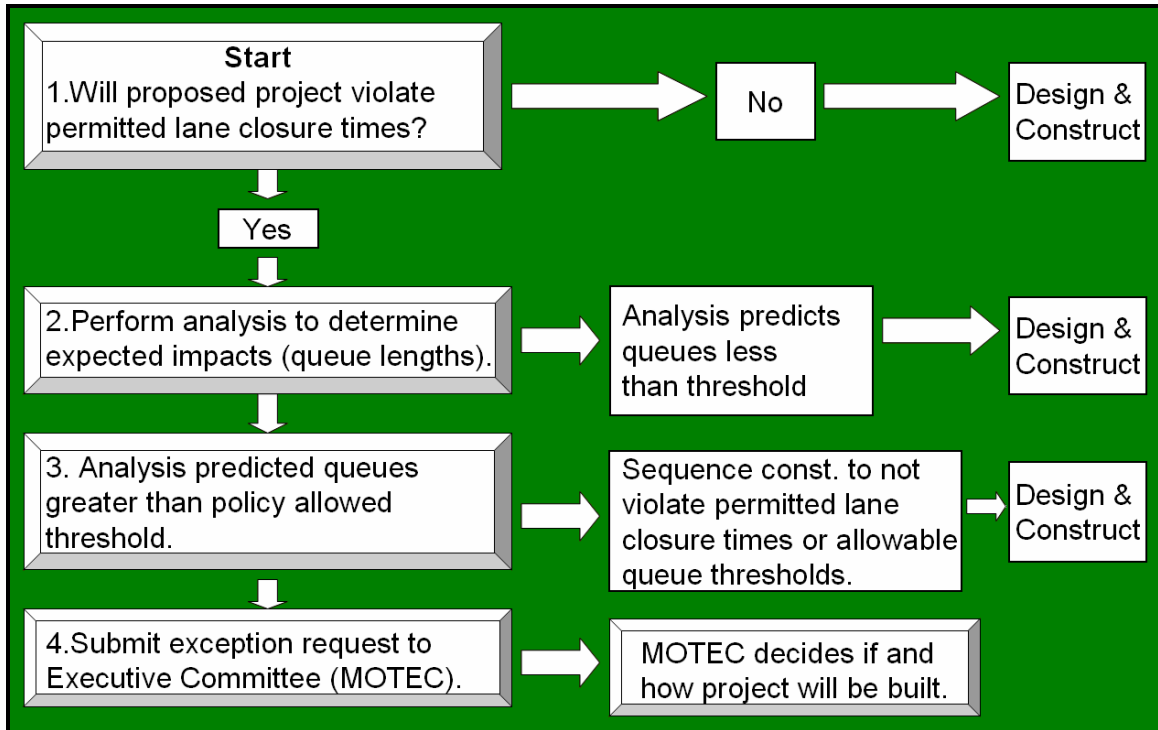 Start
1.Will proposed project violate
permitted lane closure times?
No
Design &
Construct
Yes
2.Perform analysis to determine
expected impacts (queue lengths).
Analysis predicts
queues less
than threshold
Design &
Construct
3. Analysis predicted queues
greater than policy allowed
threshold.
Sequence const. to not
violate permitted lane
closure times or allowable
queue thresholds.
Design &
Construct
4.Submit exception request to
Executive Committee (MOTEC).
MOTEC decides if and
how project will be built.